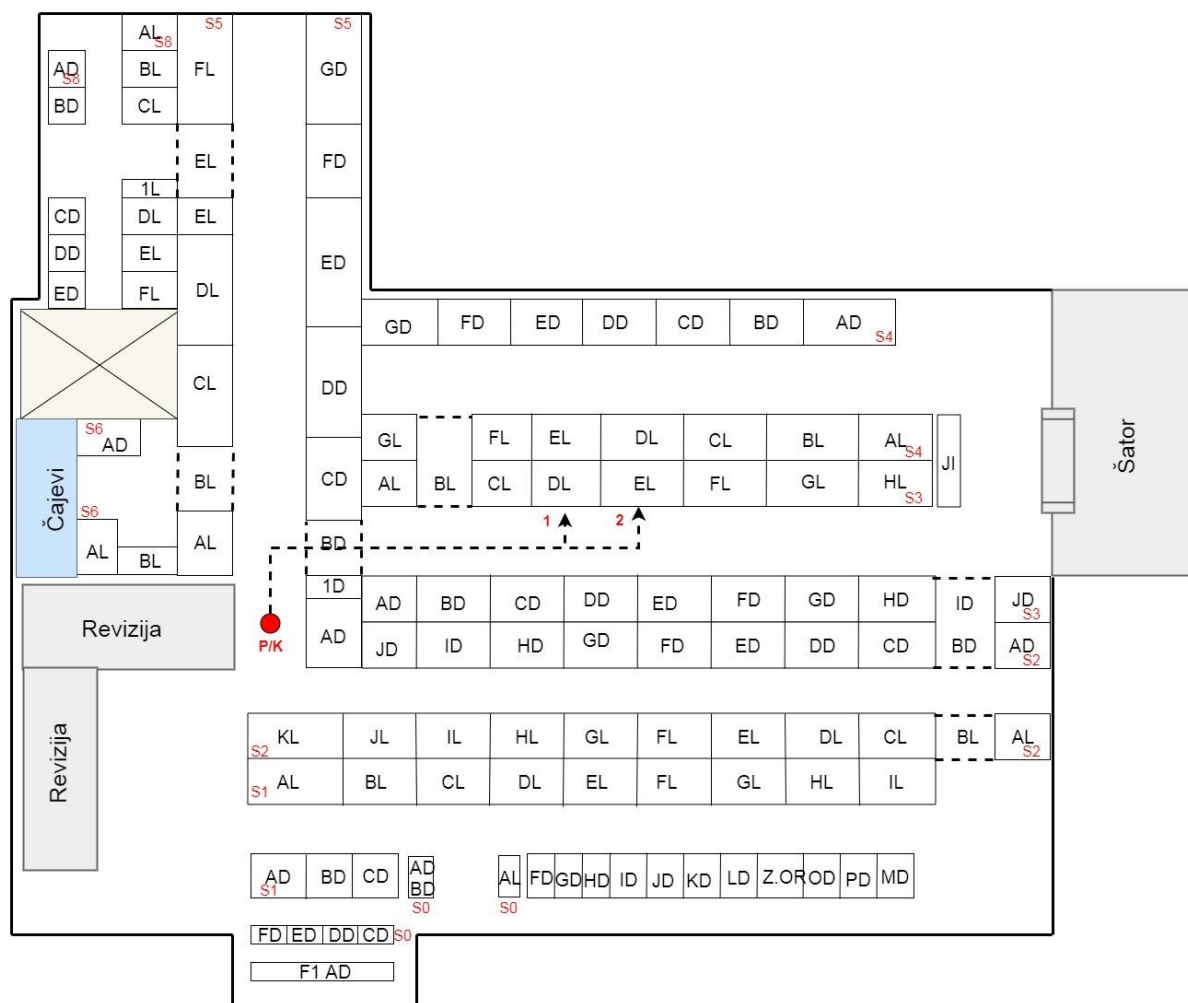 AL S8 S5 S5
AD S8 BL FL GD
BD CL
EL FD
1L
CD DL EL
DD EL ED
ED FL DL
GD FD ED DD CD BD AD S4
CL DD
S6 AD
GL FL EL DL CL BL AL S4
Čajevi BL CD AL BL CL DL EL FL GL HL S3 JI
Šator
S6 1 2
AL BL AL BD
1D
AD BD CD DD ED FD GD HD ID JD S3
Revizija P/K AD
JD ID HD GD FD ED DD CD BD AD S2
S2 KL JL IL HL GL FL EL DL CL BL AL S2
Revizija
S1 AL BL CL DL EL FL GL HL IL
AD S1 BD CD AD BD S0 AL S0 FD GD HD ID JD KD LD Z.OR OD PD MD
FD ED DD CD S0
F1 AD